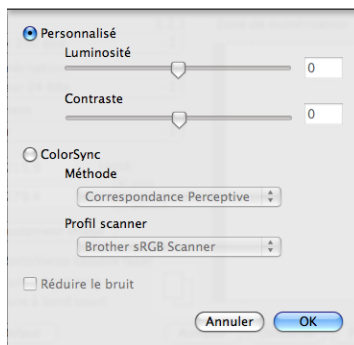 Personnalisé
Luminosité
0
Contraste
0
ColorSync
Méthode
Correspondance Perceptive
Profil scanner
Brother sRGB Scanner
Réduire le bruit
Annuler OK